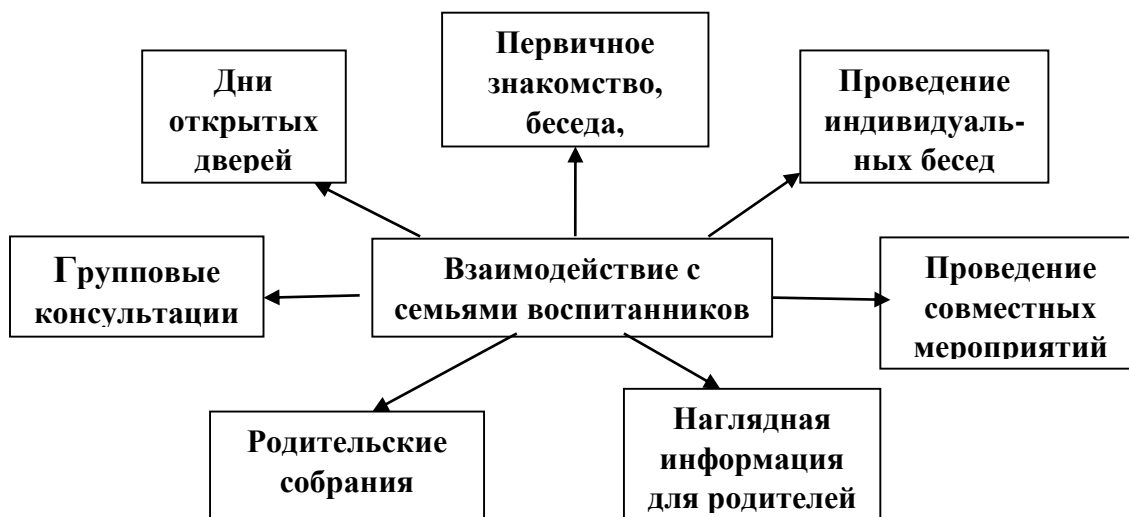 Дни
открытых
дверей
Первичное
знакомство,
беседа,
Проведение
индивидуаль-
ных бесед
Групповые
консультации
Взаимодействие с
семьями воспитанников
Проведение
совместных
мероприятий
Родительские
собрания
Наглядная
информация
для родителей